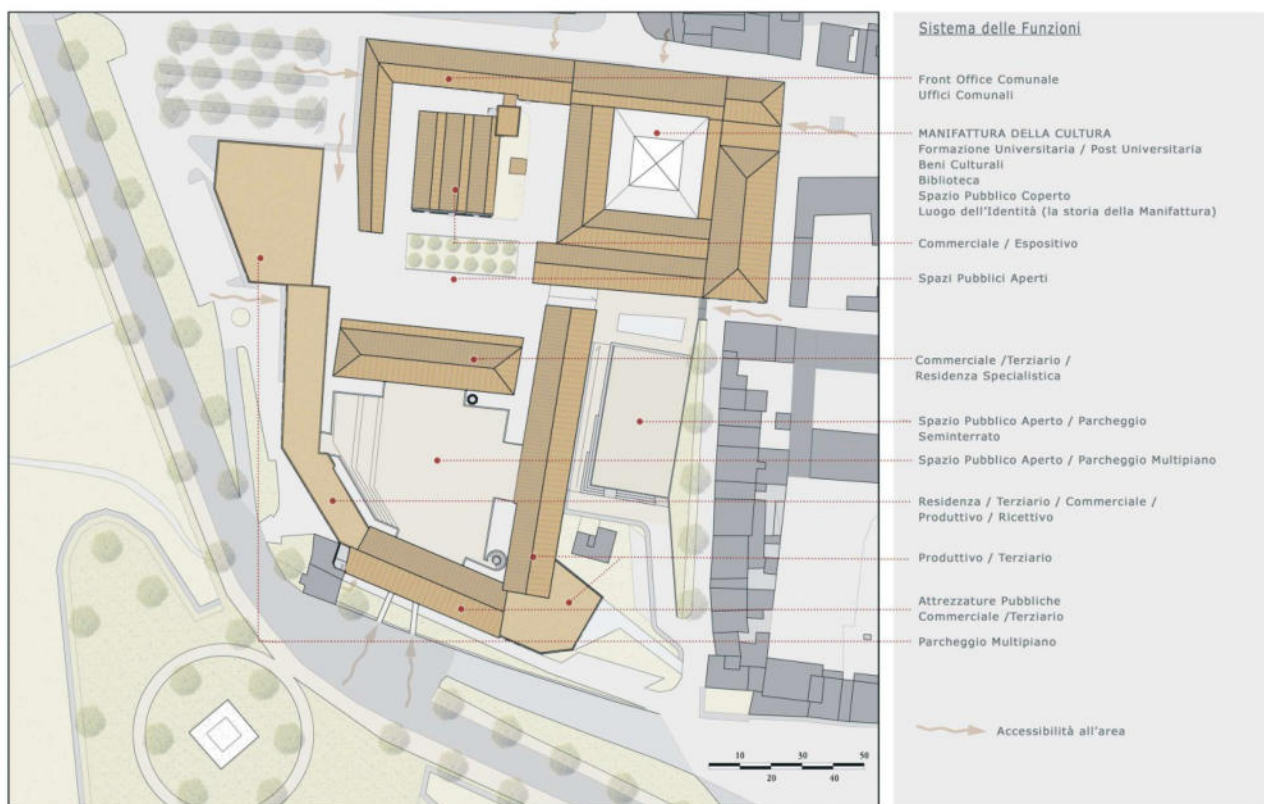 Sistema delle Funzioni
Front Office Comunale
Uffici Comunali
MANIFATTURA DELLA CULTURA
Formazione Universitaria / Post Universitaria
Beni Culturali
Biblioteca
Spazio Pubblico Coperto
Luogo dell'Identità (la storia della Manifattura)
Commerciale / Espositivo
Spazi Pubblici Aperti
Commerciale /Terziario /
Residenza Specialistica
Spazio Pubblico Aperto / Parcheggio
Seminterrato
Spazio Pubblico Aperto / Parcheggio Multipiano
Residenza / Terziario / Commerciale /
Produttivo / Ricettivo
Produttivo / Terziario
Attrezzature Pubbliche
Commerciale /Terziario
Parcheggio Multipiano
Accessibilità all'area
10 30 50
20 40